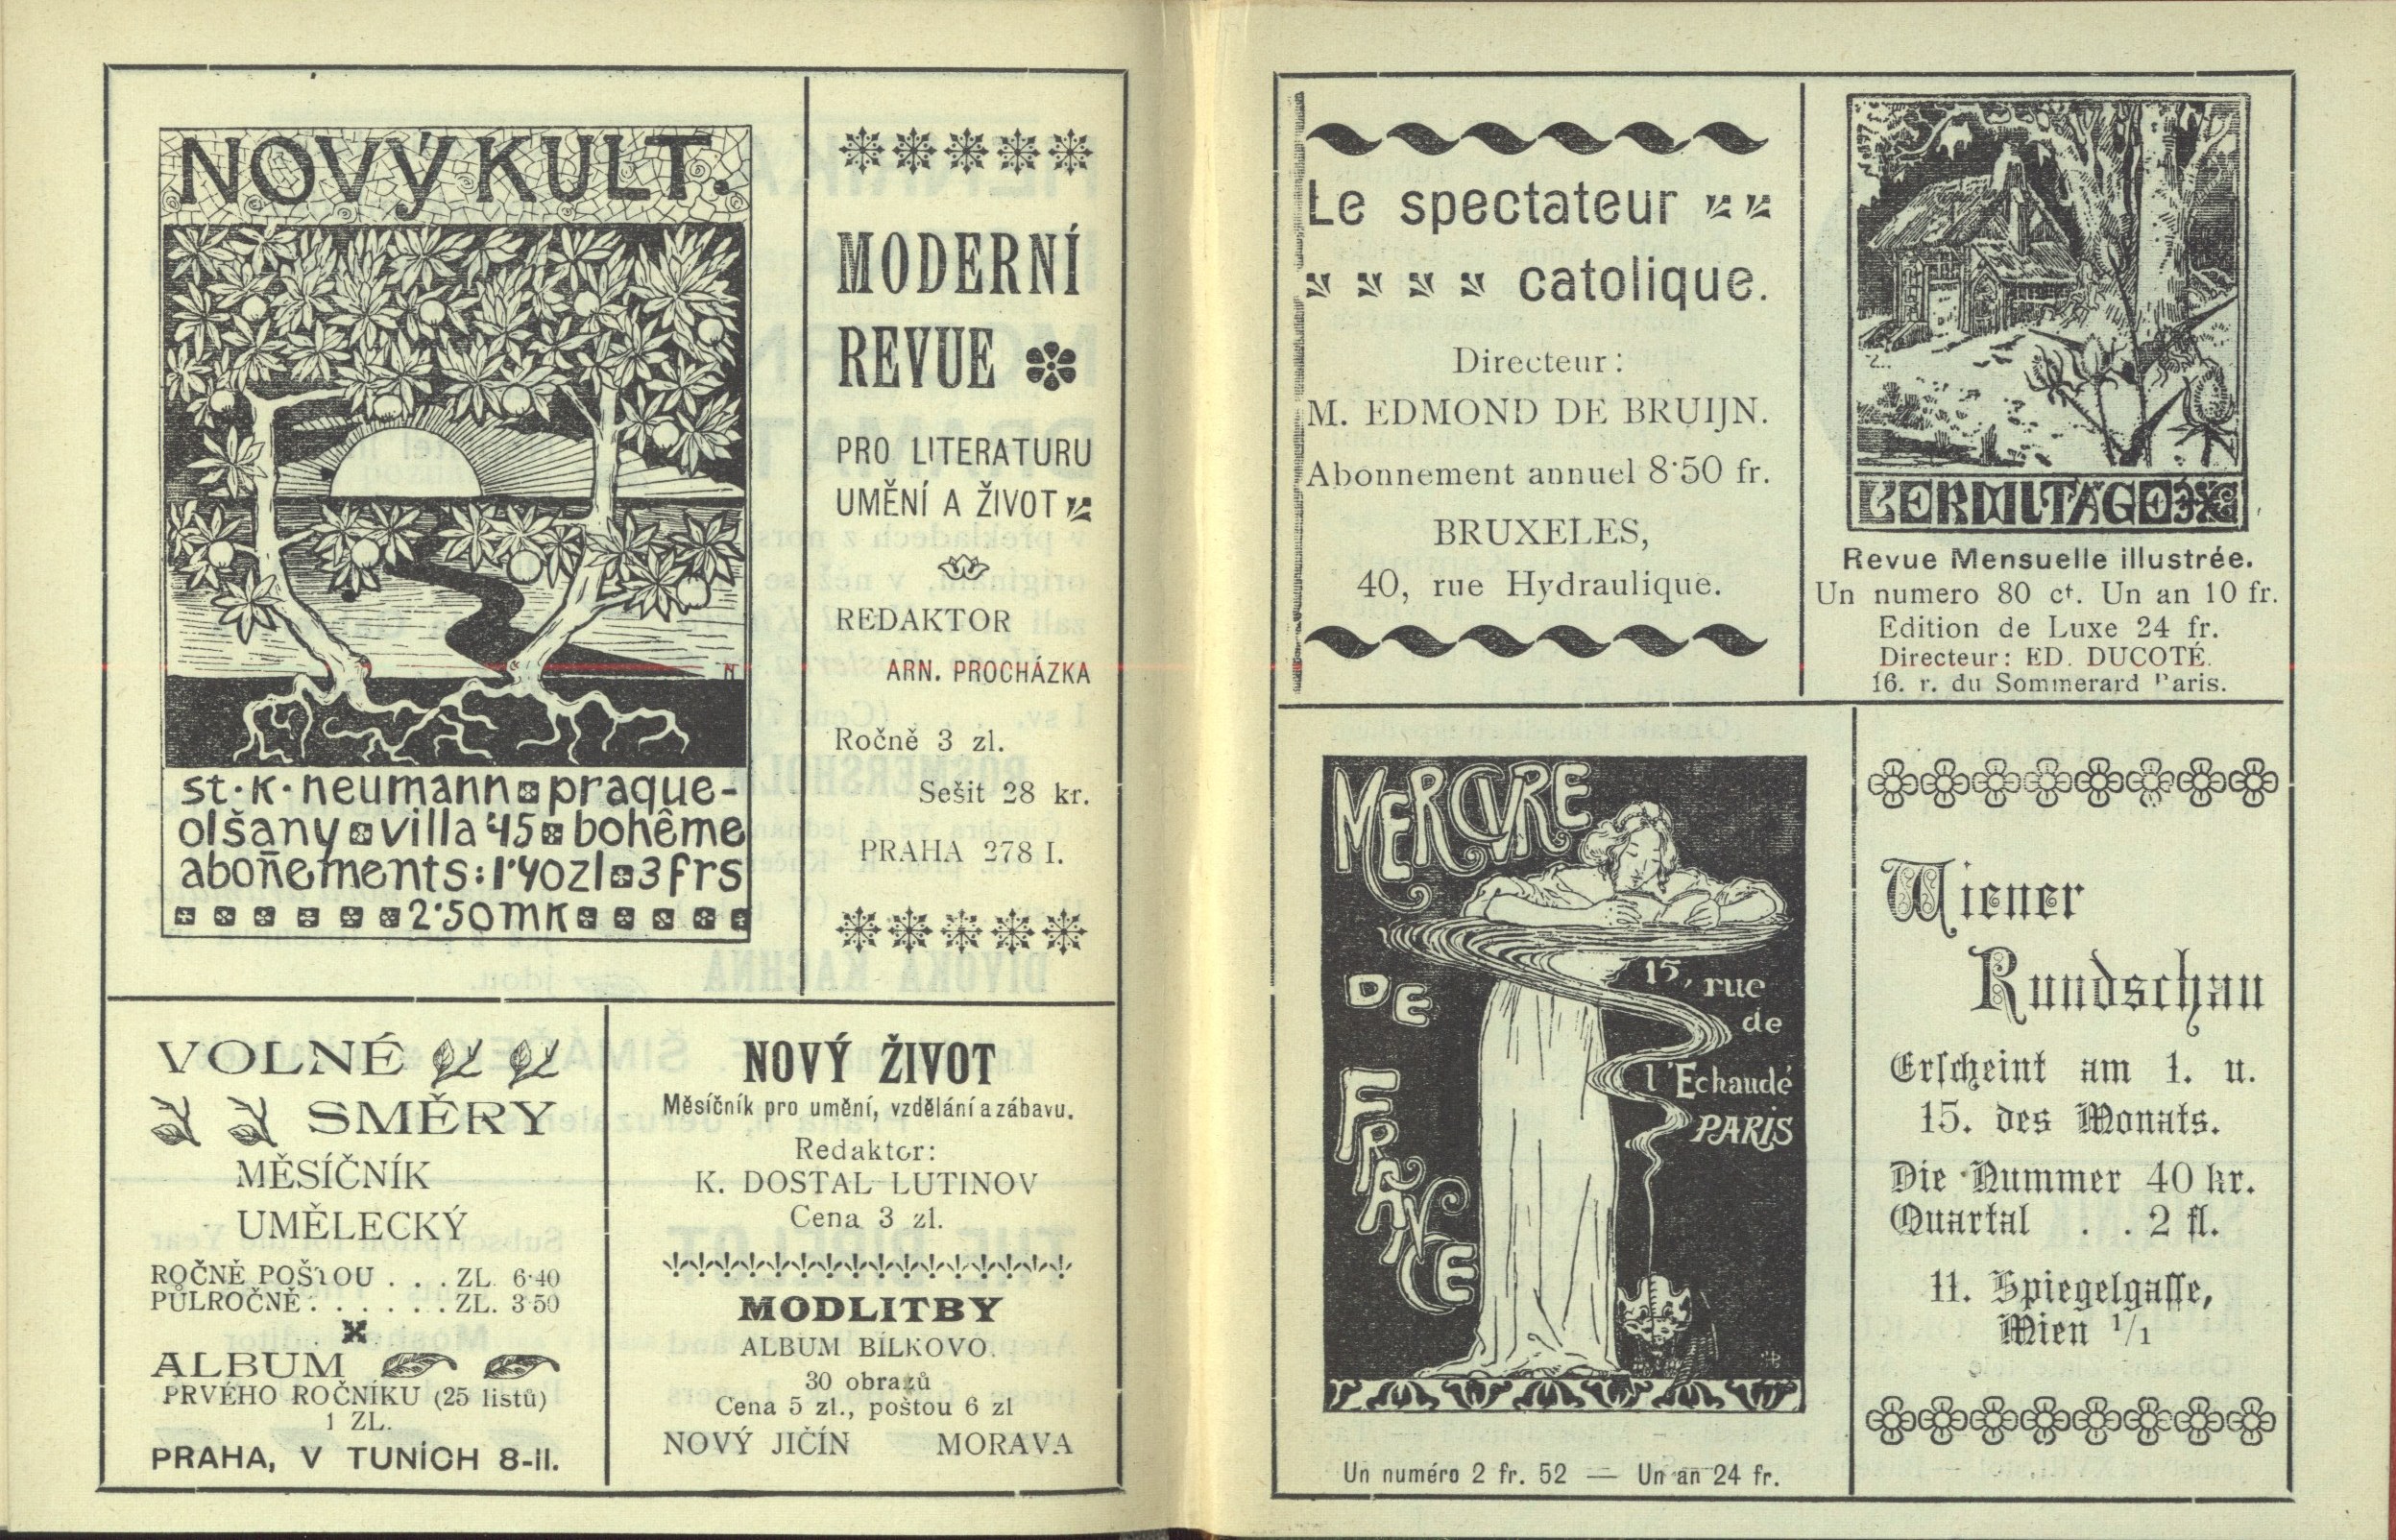 NOVÝ KULT.
st·K·neumann praque-
olšany villa 45 bohême
abon̄ements: 1·40zl 3frs
2·50mK
MODERNÍ
REVUE
PRO LITERATURU
UMĚNÍ A ŽIVOT
REDAKTOR
ARN. PROCHÁZKA
Ročně 3 zl.
Sešit 28 kr.
PRAHA 278 I.
VOLNÉ
SMĚRY
MĚSÍČNÍK
UMĚLECKÝ
ROČNĚ POŠTOU . . . ZL. 6·40
PŮLROČNĚ . . . . . . ZL. 3·50
ALBUM
PRVÉHO ROČNÍKU (25 listů)
1 ZL.
PRAHA, V TUNÍCH 8-II.
NOVÝ ŽIVOT
Měsíčník pro umění, vzdělání a zábavu.
Redaktor:
K. DOSTAL-LUTINOV
Cena 3 zl.
MODLITBY
ALBUM BÍLKOVO.
30 obrazů
Cena 5 zl., poštou 6 zl
NOVÝ JIČÍN MORAVA
Le spectateur
catolique.
Directeur:
M. EDMOND DE BRUIJN.
Abonnement annuel 8·50 fr.
BRUXELES,
40, rue Hydraulique.
L'ERMITAGE
Revue Mensuelle illustrée.
Un numero 80 ct. Un an 10 fr.
Edition de Luxe 24 fr.
Directeur: ED. DUCOTÉ.
16. r. du Sommerard Paris.
MERCVRE
DE
FRANCE
15, rue
de
l'Echaudé
PARIS
Un numéro 2 fr. 52 — Un an 24 fr.
Wiener
Rundschau
Erscheint am 1. u.
15. des Monats.
Die Nummer 40 kr.
Quartal . . 2 fl.
11. Spiegelgasse,
Wien 1/1